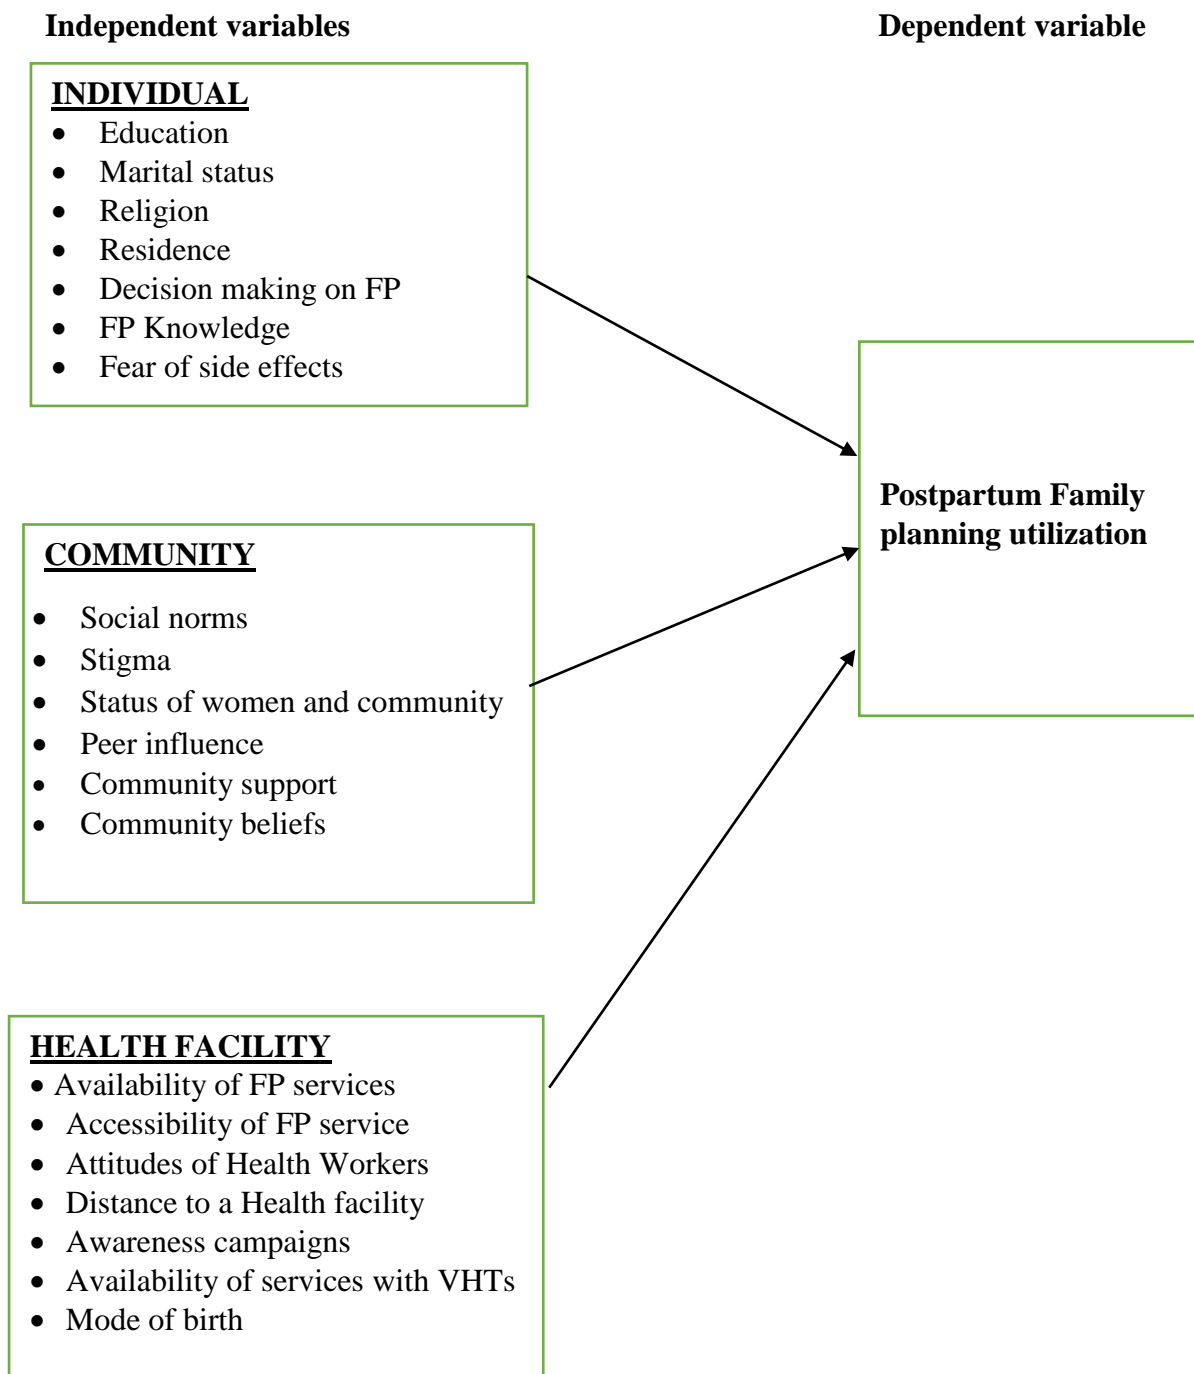 Independent variables
Dependent variable
INDIVIDUAL
• Education
• Marital status
• Religion
• Residence
• Decision making on FP
• FP Knowledge
• Fear of side effects
Postpartum Family
planning utilization
COMMUNITY
• Social norms
• Stigma
• Status of women and community
• Peer influence
• Community support
• Community beliefs
HEALTH FACILITY
• Availability of FP services
• Accessibility of FP service
• Attitudes of Health Workers
• Distance to a Health facility
• Awareness campaigns
• Availability of services with VHTs
• Mode of birth